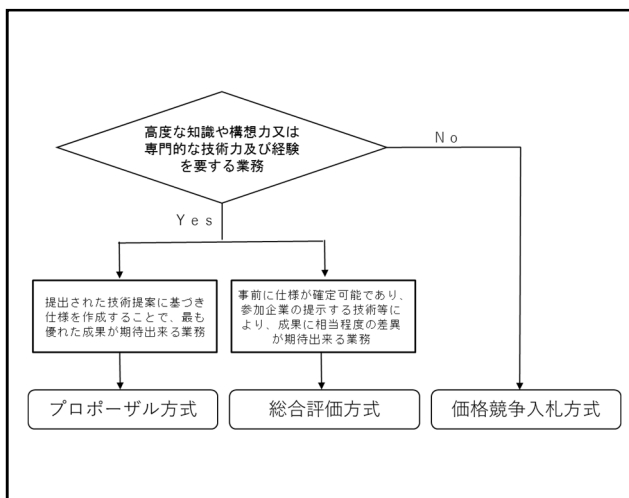 高度な知識や構想力又は
専門的な技術力及び経験
を要する業務
No
Yes
提出された技術提案に基づき
仕様を作成することで、最も
優れた成果が期待出来る業務
事前に仕様が確定可能であり、
参加企業の提示する技術等に
より、成果に相当程度の差異
が期待出来る業務
プロポーザル方式
総合評価方式
価格競争入札方式